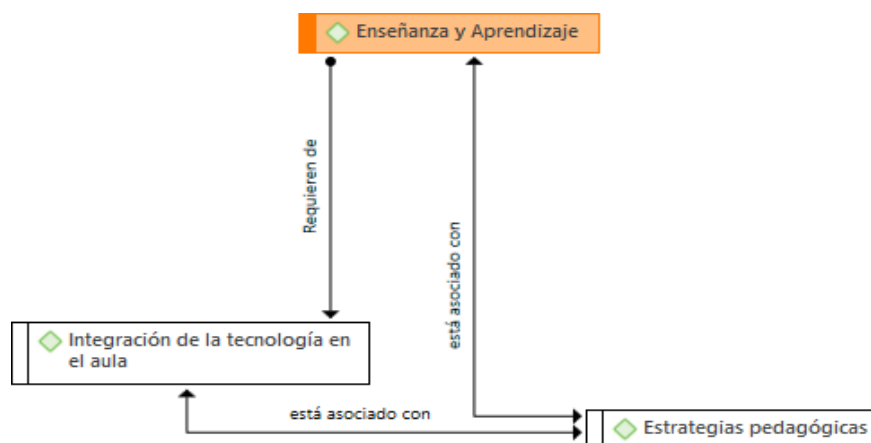 Enseñanza y Aprendizaje
Requieren de
está asociado con
Integración de la tecnología en
el aula
está asociado con
Estrategias pedagógicas